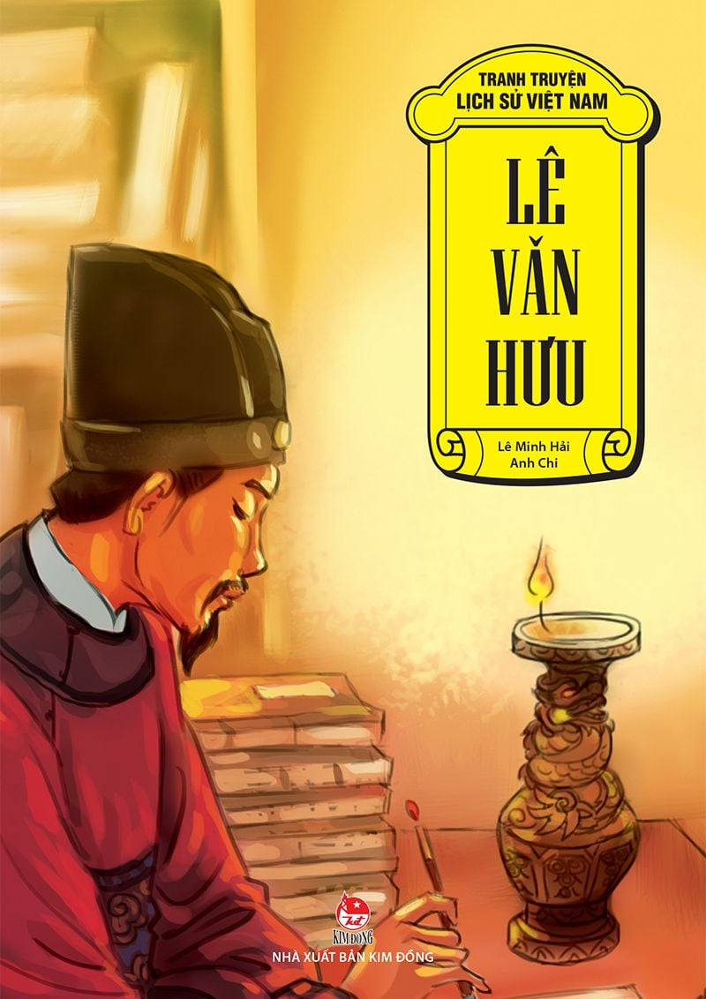 TRANH TRUYỆN
LỊCH SỬ VIỆT NAM
LÊ
VĂN
HƯU
Lê Minh Hải
Anh Chi
KIM ĐỒNG
NHÀ XUẤT BẢN KIM ĐỒNG